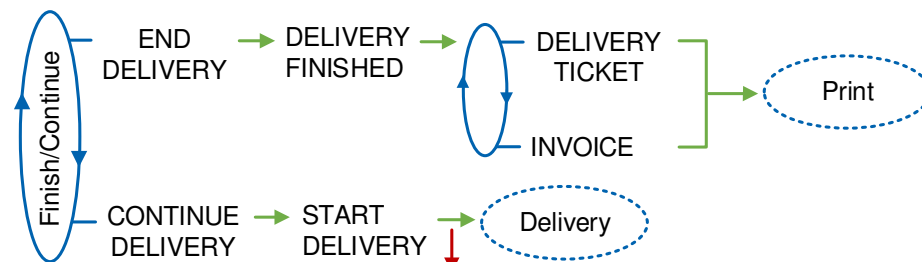 Finish/Continue
END
DELIVERY
DELIVERY
FINISHED
DELIVERY
TICKET
INVOICE
Print
CONTINUE
DELIVERY
START
DELIVERY
Delivery